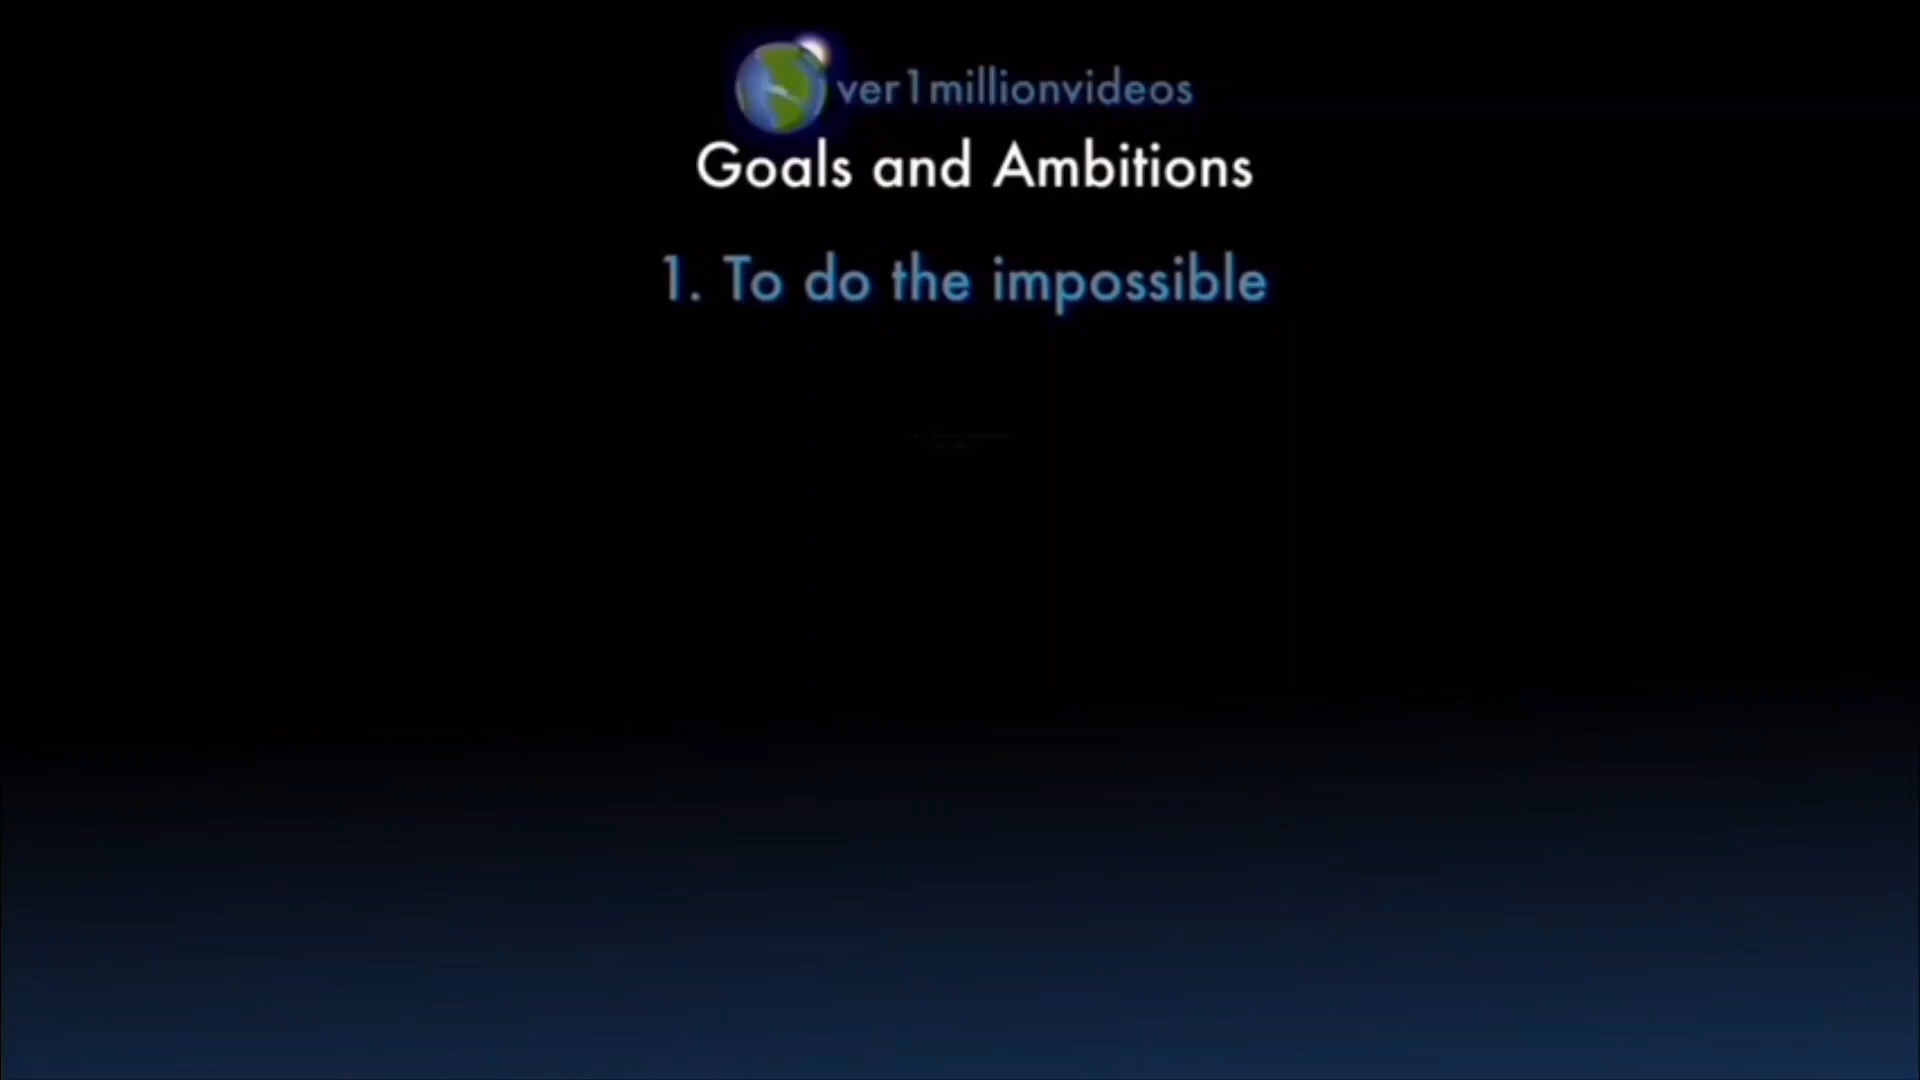 ver1millionvideos
Goals and Ambitions
1. To do the impossible